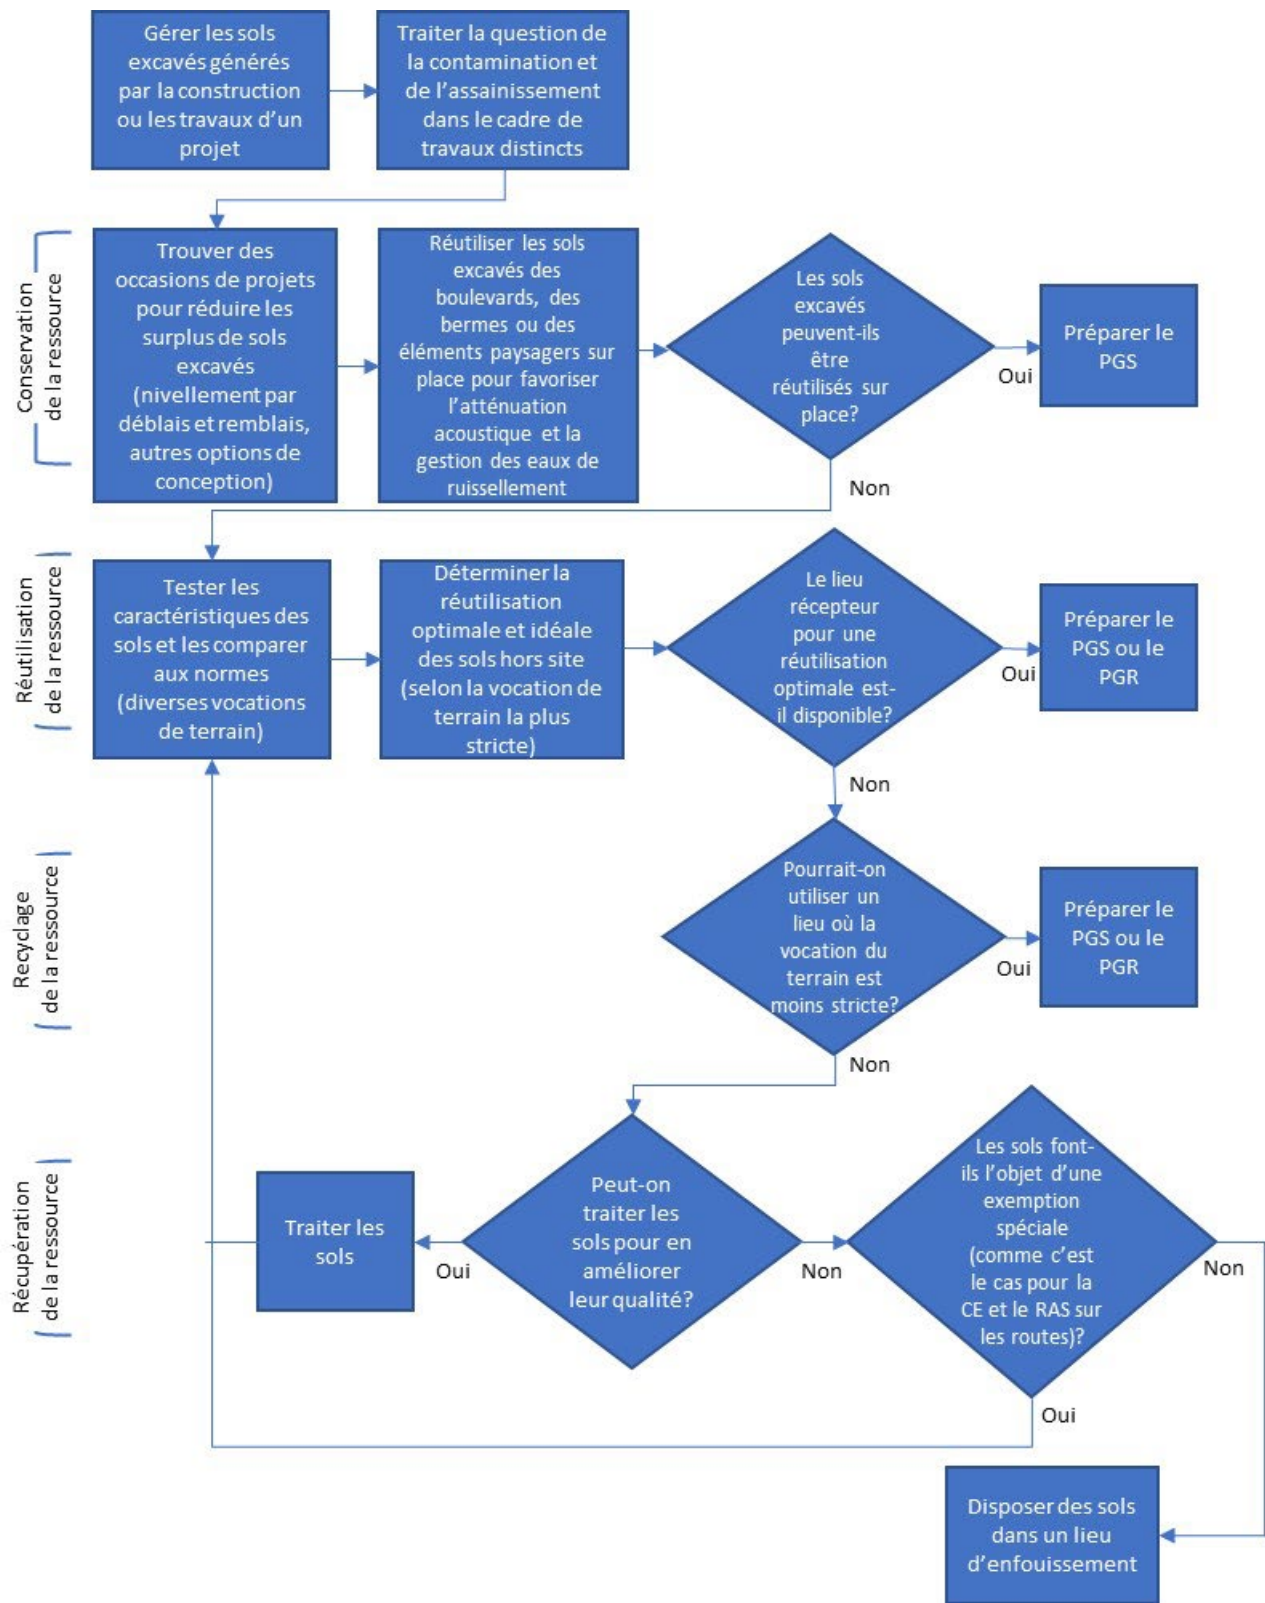 Gérer les sols
excavés générés
par la construction
ou les travaux d’un
projet
Traiter la question de
la contamination et
de l’assainissement
dans le cadre de
travaux distincts
Conservation
de la ressource
Trouver des
occasions de projets
pour réduire les
surplus de sols
excavés
(nivellement par
déblais et remblais,
autres options de
conception)
Réutiliser les sols
excavés des
boulevards, des
bermes ou des
éléments paysagers sur
place pour favoriser
l’atténuation
acoustique et la
gestion des eaux de
ruissellement
Les sols
excavés
peuvent-ils
être
réutilisés sur
place?
Oui
Préparer le
PGS
Non
Réutilisation
de la ressource
Tester les
caractéristiques des
sols et les comparer
aux normes
(diverses vocations
de terrain)
Déterminer la
réutilisation
optimale et idéale
des sols hors site
(selon la vocation de
terrain la plus
stricte)
Le lieu
récepteur
pour une
réutilisation
optimale est-
il disponible?
Oui
Préparer le
PGS ou le
PGR
Non
Recyclage
de la ressource
Pourrait-on
utiliser un
lieu où la
vocation du
terrain est
moins stricte?
Oui
Préparer le
PGS ou le
PGR
Non
Récupération
de la ressource
Traiter les
sols
Oui
Peut-on
traiter les
sols pour en
améliorer
leur qualité?
Non
Les sols font-
ils l’objet d’une
exemption
spéciale
(comme c’est
le cas pour la
CE et le RAS sur
les routes)?
Non
Oui
Disposer des sols
dans un lieu
d’enfouissement